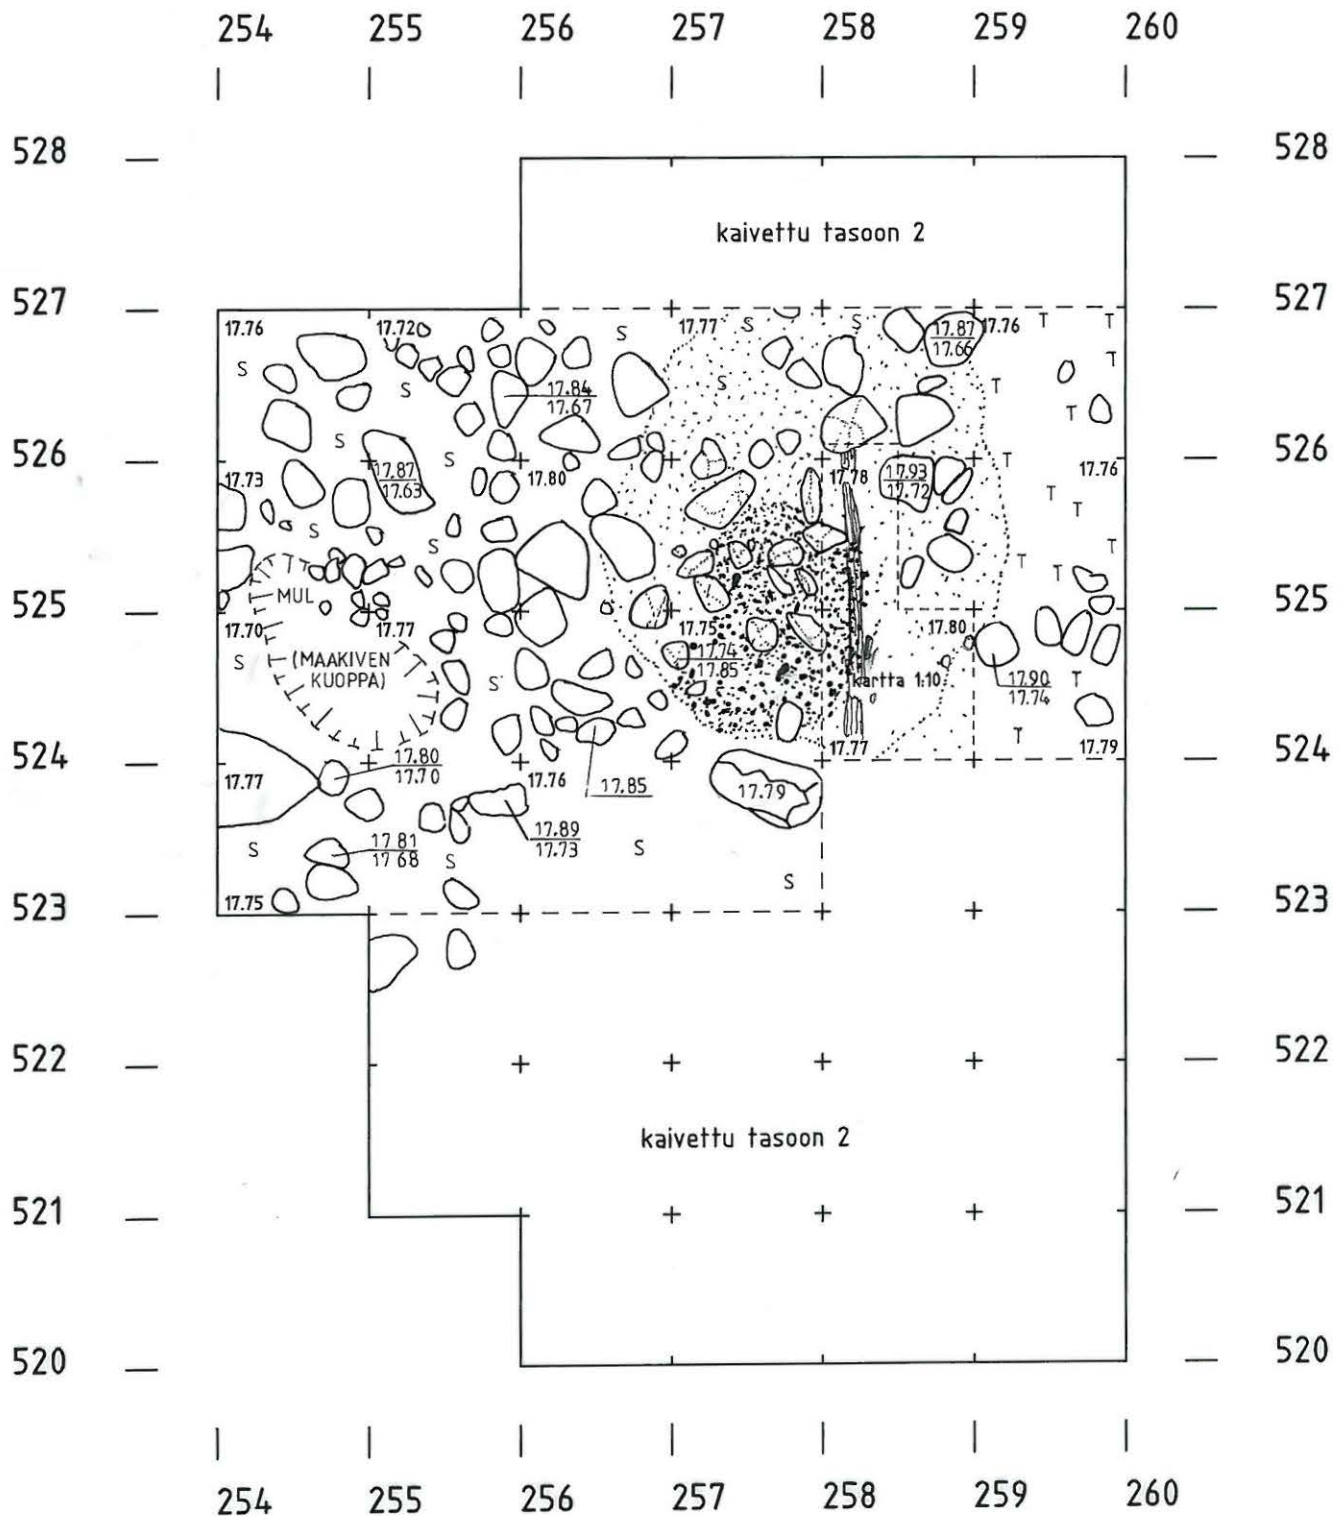 254 255 256 257 258 259 260
528 528
kaivettu tasoon 2
527 527
17.76 17.72 S 17.77 S S 17.87 17.76 T T
17.66
S T
S S T
17.84
17.67
T
S
526 S T 526
17.73 17.87 17.80 17.78 17.93 17.76
17.63 17.72
T
T
S
S T
T T
525 MUL 525
17.70 17.77 17.75 17.80
S (MAAKIVEN 17.74
KUOPPA) 17.85
S kartta 1:10 17.90 T
17.74
T
524 17.77 17.79 524
17.80
17.70
17.77 17.76 17.85 17.79
17.81 17.89
17.68 17.73
S S S
S
17.75
523 523
522 522
kaivettu tasoon 2
521 521
520 520
254 255 256 257 258 259 260